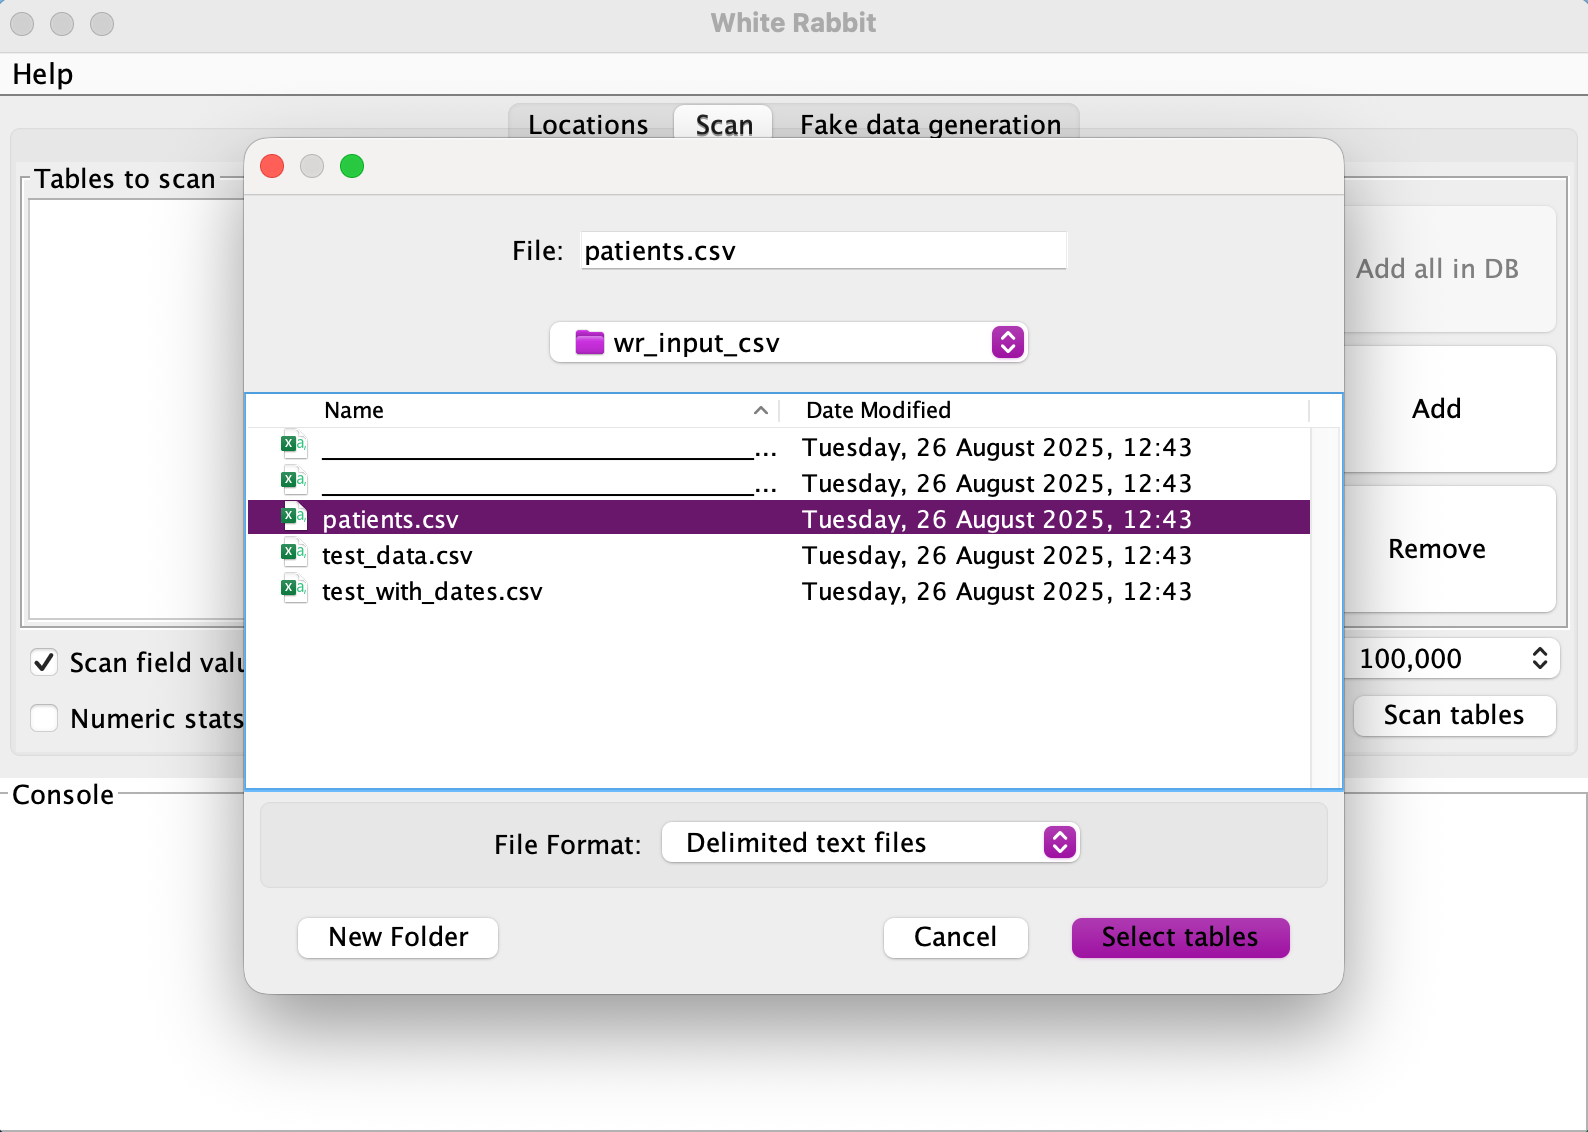 White Rabbit
Help
Locations Scan Fake data generation
Tables to scan
File: patients.csv
Add all in DB
wr_input_csv
Name Date Modified
Add
___________________________________... Tuesday, 26 August 2025, 12:43
___________________________________... Tuesday, 26 August 2025, 12:43
patients.csv Tuesday, 26 August 2025, 12:43
test_data.csv Tuesday, 26 August 2025, 12:43
Remove
test_with_dates.csv Tuesday, 26 August 2025, 12:43
Scan field valu
100,000
Numeric stats
Scan tables
Console
File Format: Delimited text files
New Folder Cancel Select tables